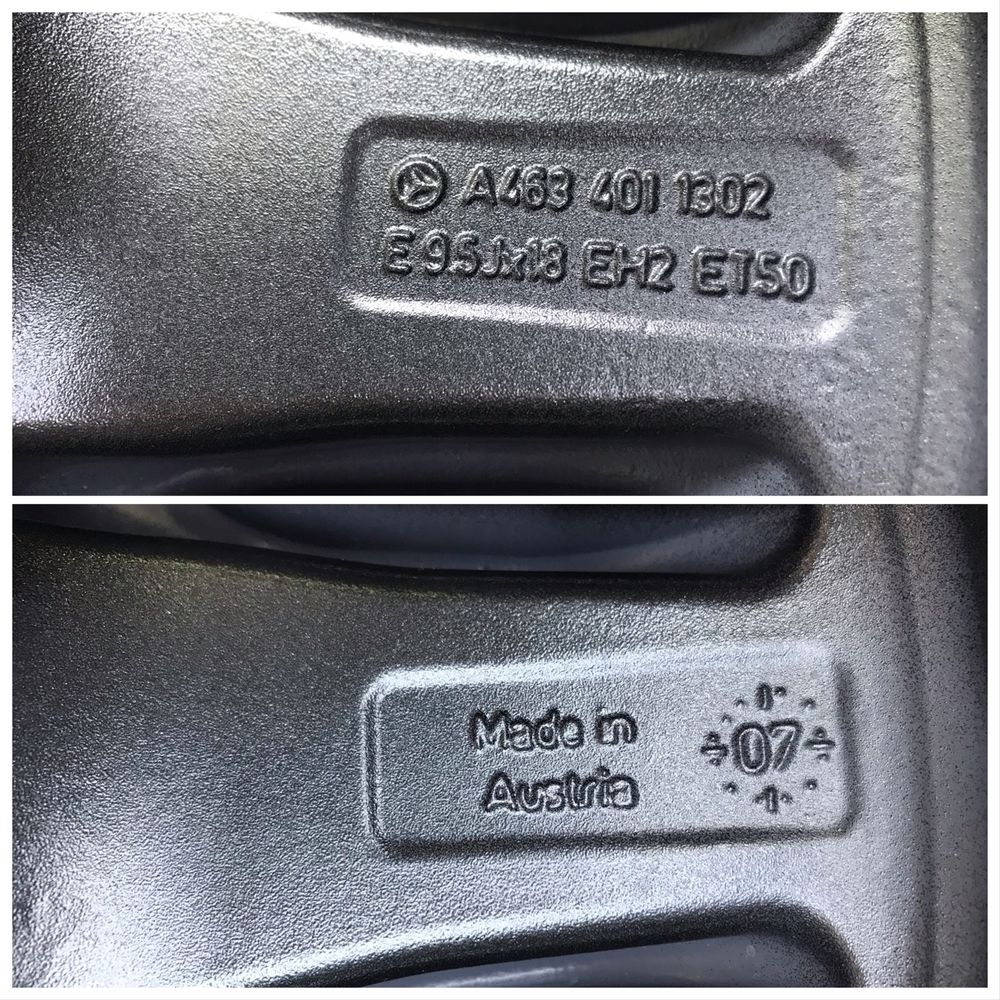 A463 401 1302
E 9.5Jx18 EH2 ET50
Made in
Austria
07